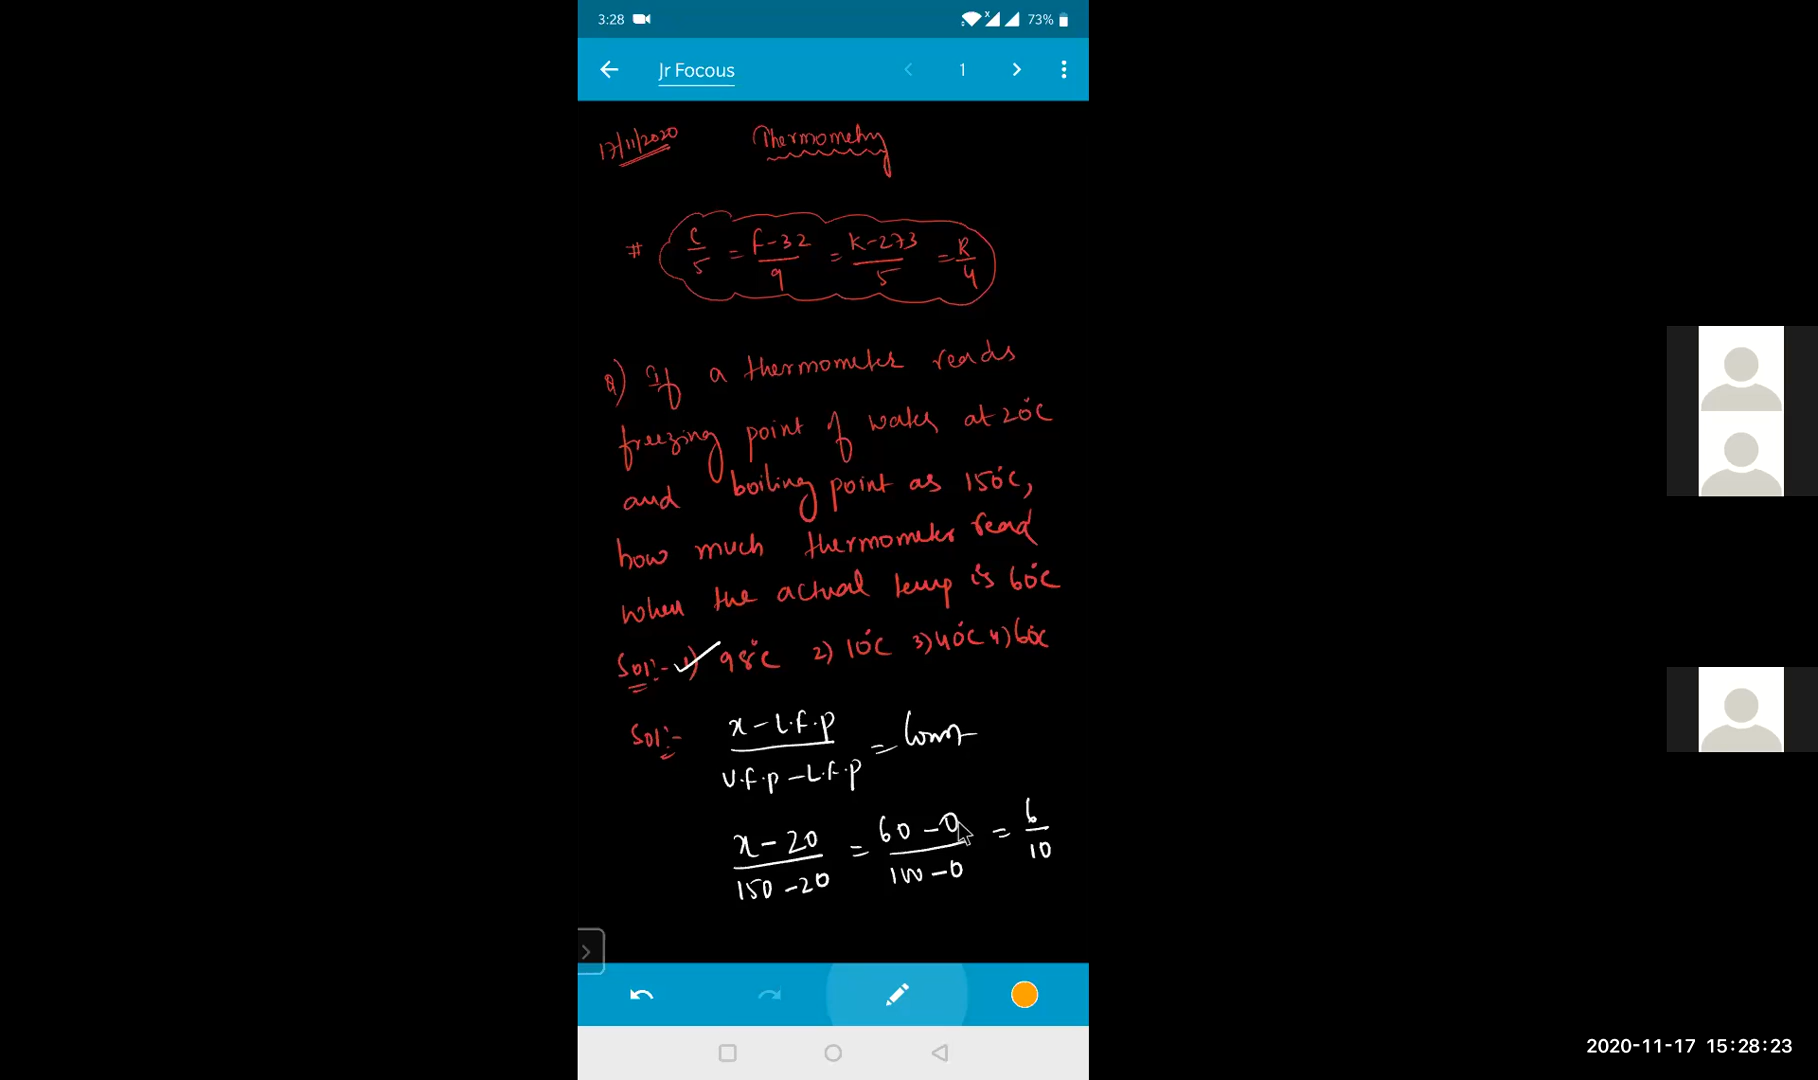 3:28 73%
Jr Focous 1
17/11/2020 Thermometry
# C/5 = F-32/9 = K-273/5 = R/4
Q) If a thermometer reads
freezing point of water at 20°C
and boiling point as 150°C,
how much thermometer read
when the actual temp is 60°C
Sol:- 1) 98°C 2) 10°C 3) 40°C 4) 60°C
Sol:- x - L.F.P / U.F.P - L.F.P = Const
x - 20 / 150 - 20 = 60 - 0 / 100 - 0 = 6/10
2020-11-17 15:28:23